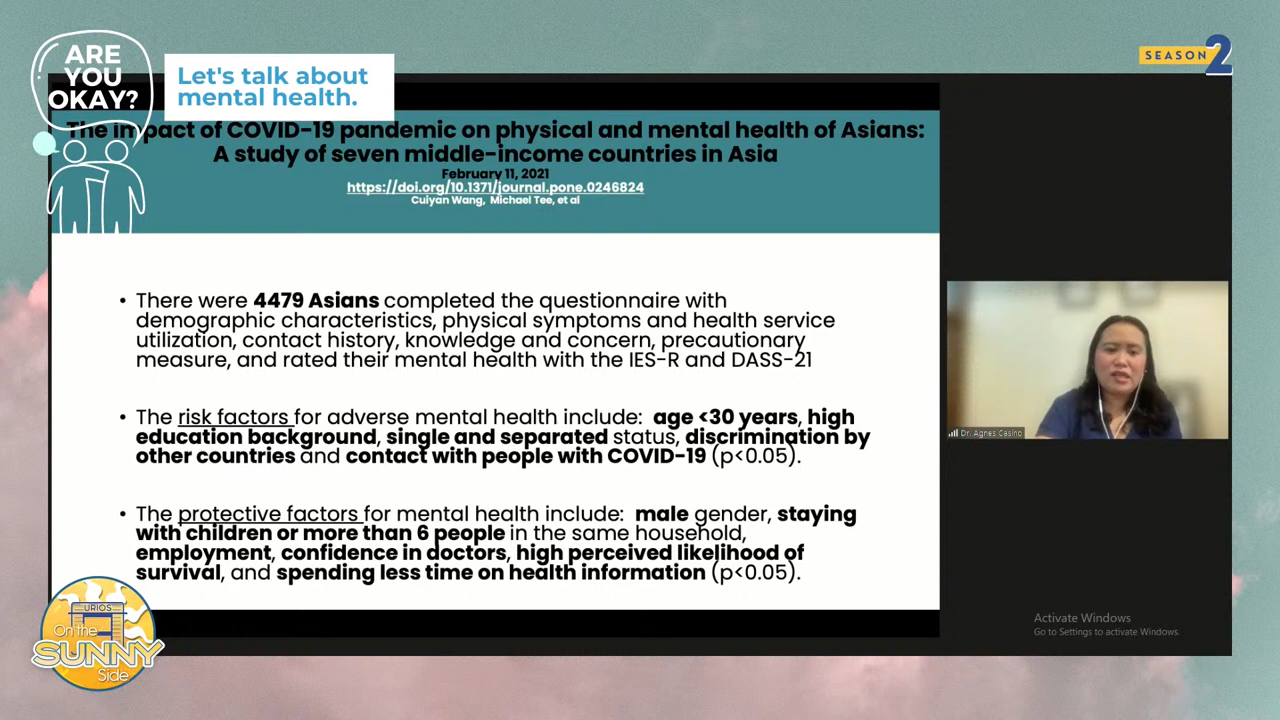 ARE
YOU
OKAY?
Let's talk about
mental health.
SEASON 2
The impact of COVID-19 pandemic on physical and mental health of Asians:
A study of seven middle-income countries in Asia
February 11, 2021
https://doi.org/10.1371/journal.pone.0246824
Cuiyan Wang, Michael Tee, et al
• There were 4479 Asians completed the questionnaire with
demographic characteristics, physical symptoms and health service
utilization, contact history, knowledge and concern, precautionary
measure, and rated their mental health with the IES-R and DASS-21
• The risk factors for adverse mental health include: age <30 years, high
education background, single and separated status, discrimination by
other countries and contact with people with COVID-19 (p<0.05).
• The protective factors for mental health include: male gender, staying
with children or more than 6 people in the same household,
employment, confidence in doctors, high perceived likelihood of
survival, and spending less time on health information (p<0.05).
Dr. Agnes Casino
Activate Windows
Go to Settings to activate Windows.
URIOS
On the
SUNNY
Side